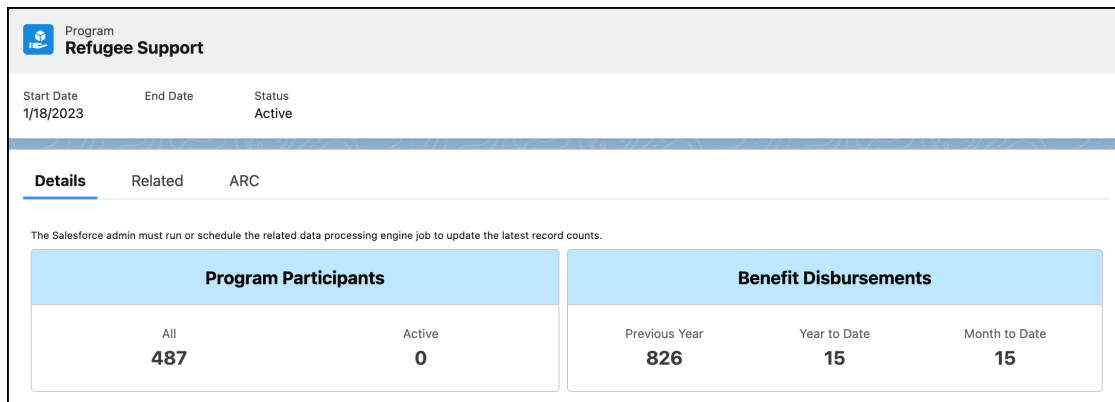 Program
Refugee Support
Start Date End Date Status
1/18/2023 Active
Details Related ARC
The Salesforce admin must run or schedule the related data processing engine job to update the latest record counts.
Program Participants Benefit Disbursements
All Active Previous Year Year to Date Month to Date
487 0 826 15 15